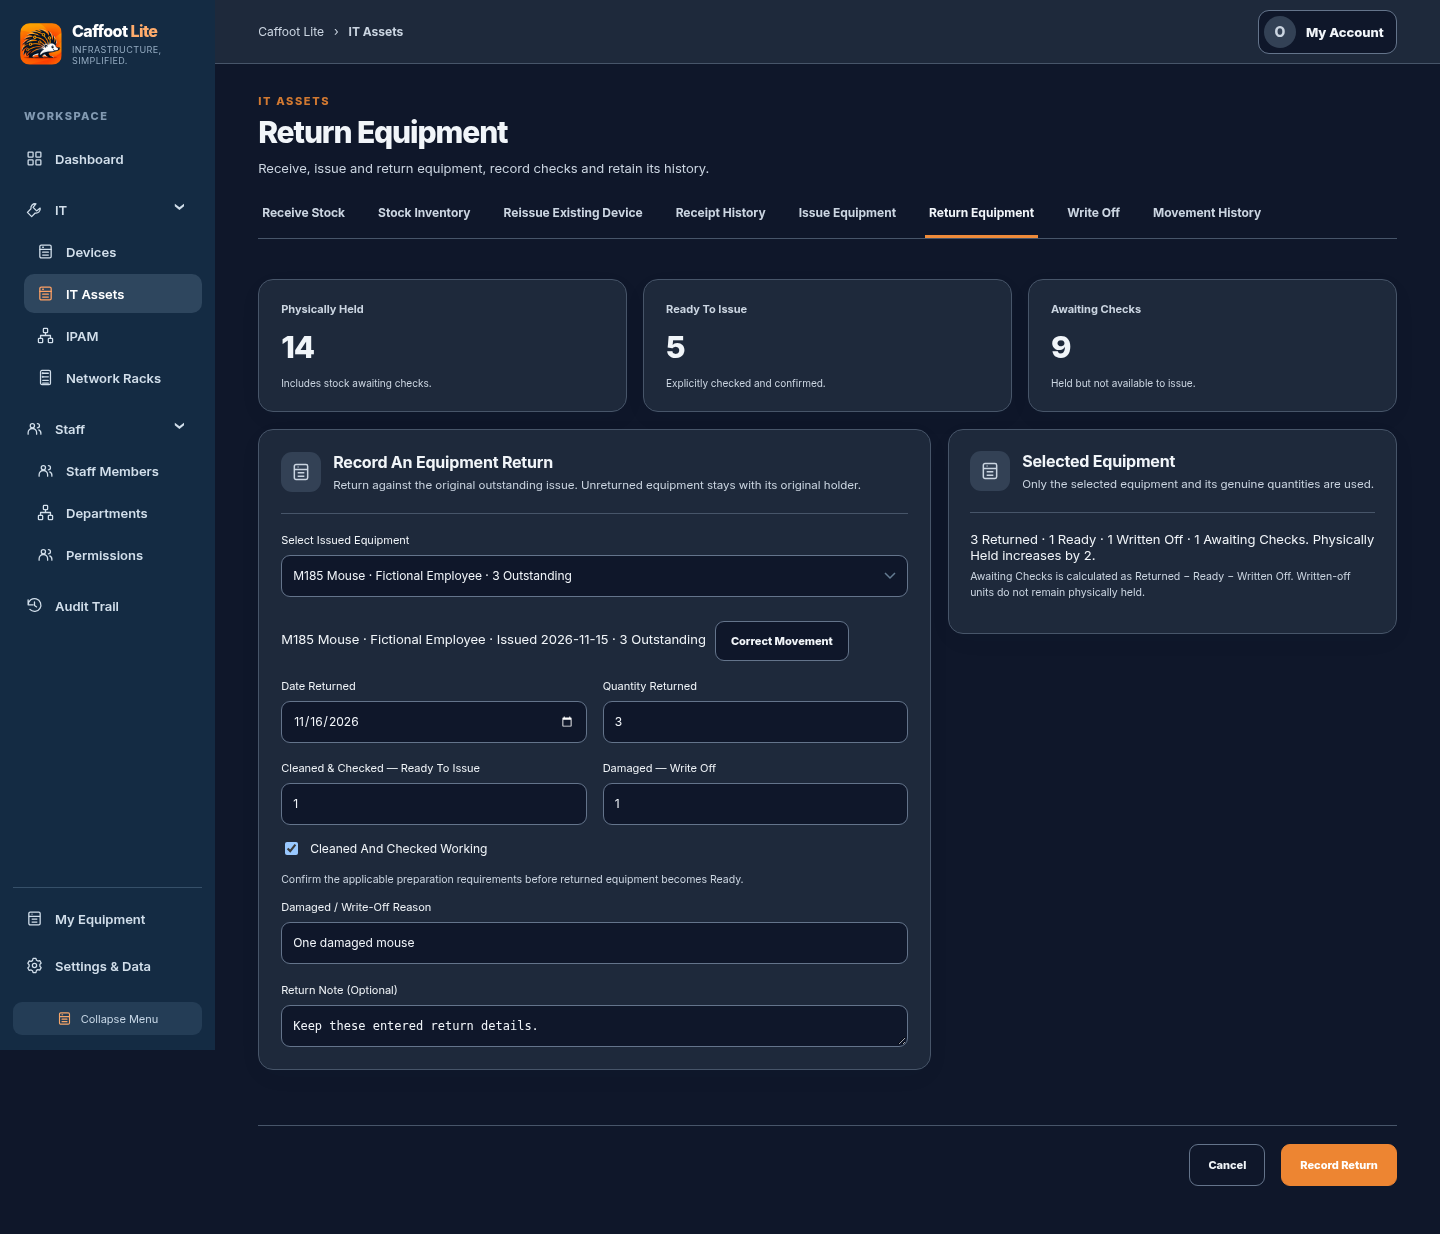 Caffoot Lite
INFRASTRUCTURE,
SIMPLIFIED.
WORKSPACE
Dashboard
IT
Devices
IT Assets
IPAM
Network Racks
Staff
Staff Members
Departments
Permissions
Audit Trail
My Equipment
Settings & Data
Collapse Menu
Caffoot Lite › IT Assets
O My Account
IT ASSETS
Return Equipment
Receive, issue and return equipment, record checks and retain its history.
Receive Stock Stock Inventory Reissue Existing Device Receipt History Issue Equipment Return Equipment Write Off Movement History
Physically Held
14
Includes stock awaiting checks.
Ready To Issue
5
Explicitly checked and confirmed.
Awaiting Checks
9
Held but not available to issue.
Record An Equipment Return
Return against the original outstanding issue. Unreturned equipment stays with its original holder.
Select Issued Equipment
M185 Mouse · Fictional Employee · 3 Outstanding
M185 Mouse · Fictional Employee · Issued 2026-11-15 · 3 Outstanding Correct Movement
Date Returned Quantity Returned
11/16/2026 3
Cleaned & Checked — Ready To Issue Damaged — Write Off
1 1
Cleaned And Checked Working
Confirm the applicable preparation requirements before returned equipment becomes Ready.
Damaged / Write-Off Reason
One damaged mouse
Return Note (Optional)
Keep these entered return details.
Selected Equipment
Only the selected equipment and its genuine quantities are used.
3 Returned · 1 Ready · 1 Written Off · 1 Awaiting Checks. Physically
Held increases by 2.
Awaiting Checks is calculated as Returned − Ready − Written Off. Written-off
units do not remain physically held.
Cancel Record Return